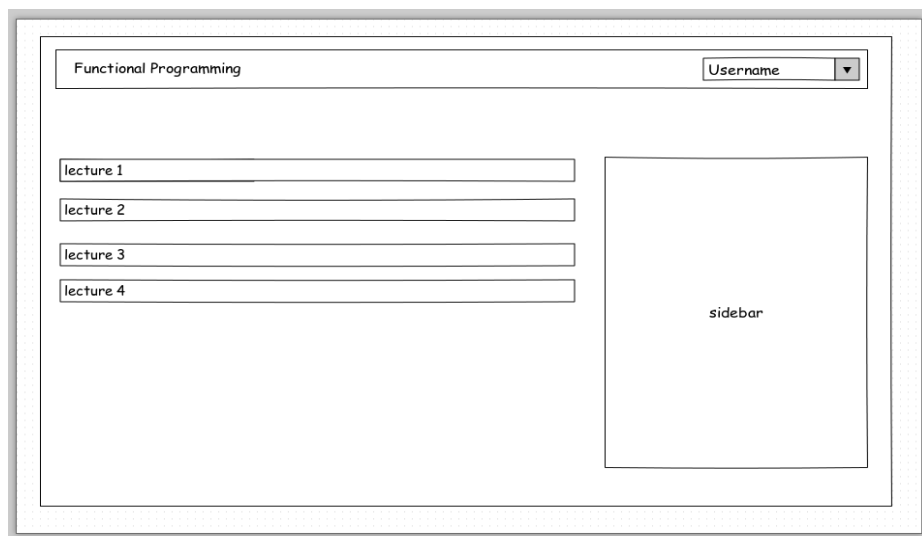 Functional Programming
Username
lecture 1
lecture 2
lecture 3
lecture 4
sidebar